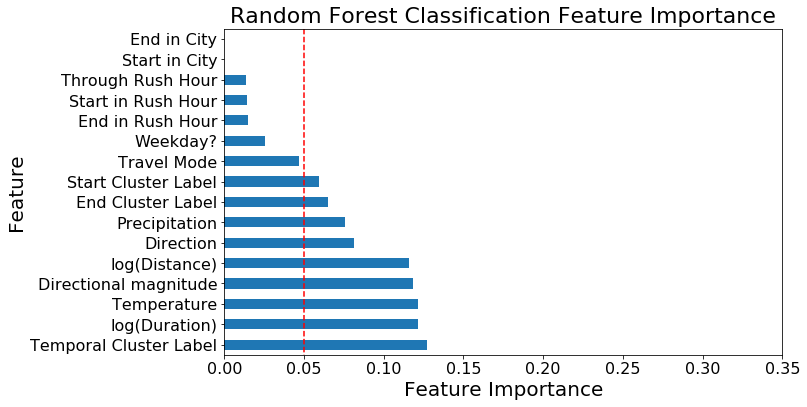 Random Forest Classification Feature Importance
End in City
Start in City
Through Rush Hour
Start in Rush Hour
End in Rush Hour
Weekday?
Travel Mode
Start Cluster Label
End Cluster Label
Precipitation
Direction
log(Distance)
Directional magnitude
Temperature
log(Duration)
Temporal Cluster Label
Feature
0.00 0.05 0.10 0.15 0.20 0.25 0.30 0.35
Feature Importance